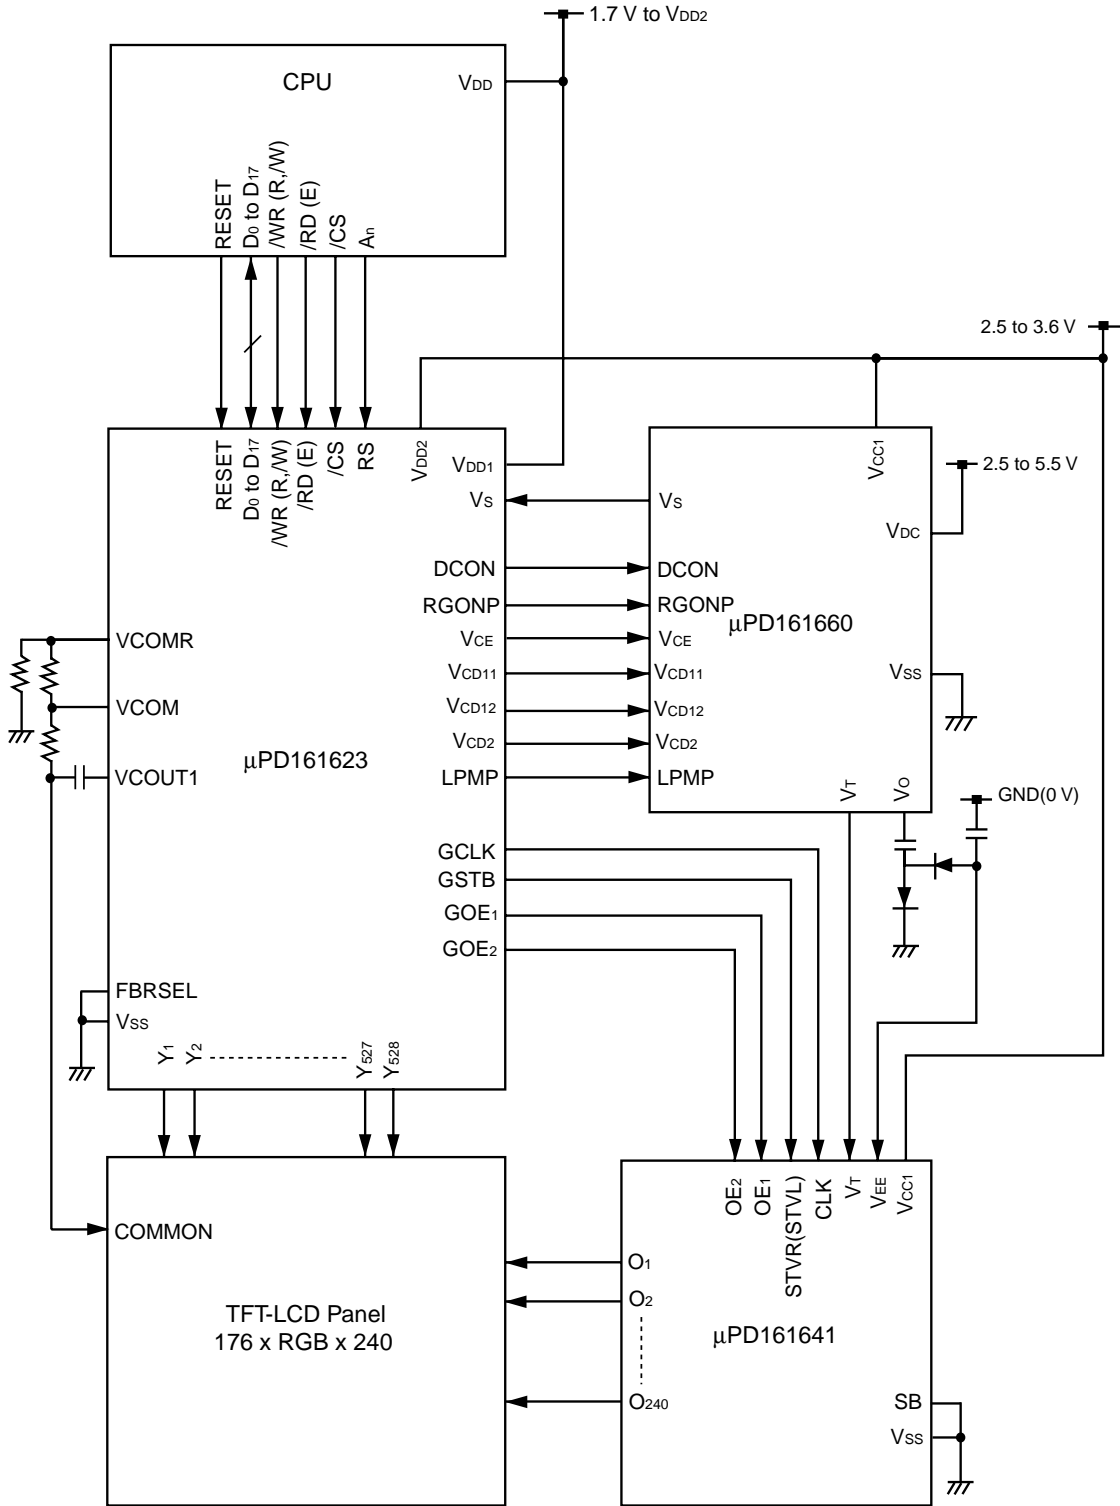 1.7 V to VDD2
CPU
VDD
RESET
D0 to D17
/WR (R,/W)
/RD (E)
/CS
An
2.5 to 3.6 V
RESET
D0 to D17
/WR (R,/W)
/RD (E)
/CS
RS
VDD2
VDD1
VS
VS
VCC1
2.5 to 5.5 V
VDC
DCON
DCON
RGONP
RGONP
µPD161660
VCE
VCE
VCOMR
VCD11
VCD11
VSS
VCOM
VCD12
VCD12
VCD2
VCD2
µPD161623
VCOUT1
LPMP
LPMP
VT
VO
GND(0 V)
GCLK
GSTB
GOE1
GOE2
FBRSEL
VSS
Y1
Y2
Y527
Y528
OE2
OE1
STVR(STVL)
CLK
VT
VEE
VCC1
COMMON
O1
O2
TFT-LCD Panel
176 x RGB x 240
µPD161641
O240
SB
VSS